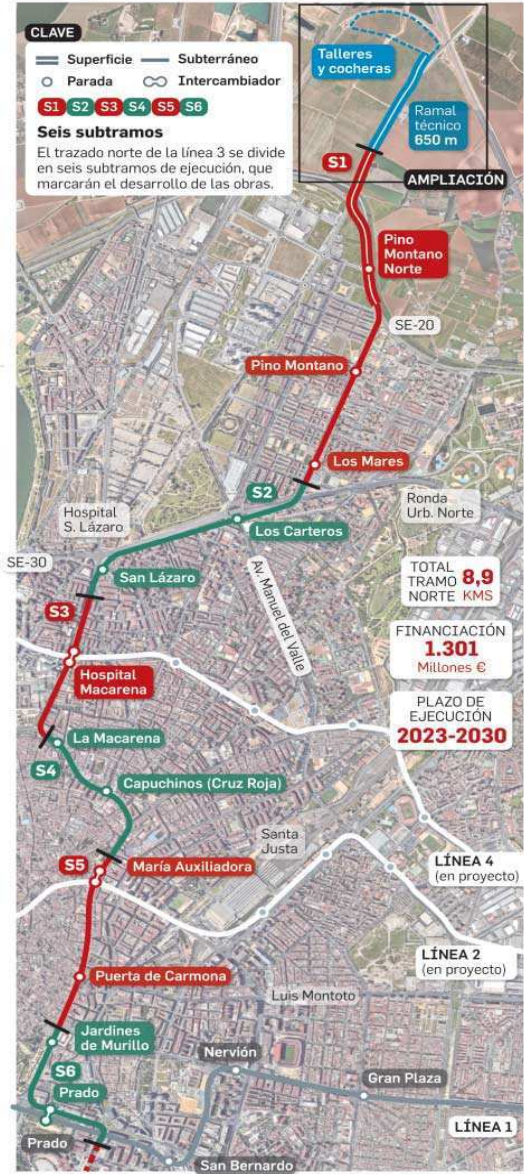 CLAVE
Superficie
Subterráneo
Parada
Intercambiador
S1 S2 S3 S4 S5 S6
Seis subtramos
El trazado norte de la línea 3 se divide
en seis subtramos de ejecución, que
marcarán el desarrollo de las obras.
Talleres
y cocheras
Ramal
técnico
650 m
S1
AMPLIACIÓN
Pino
Montano
Norte
SE-20
Pino Montano
Los Mares
S2
Hospital
S. Lázaro
Ronda
Urb. Norte
Los Carteros
SE-30
San Lázaro
Av. Manuel del Valle
TOTAL
TRAMO
NORTE
8,9
KMS
S3
FINANCIACIÓN
1.301
Millones €
Hospital
Macarena
PLAZO DE
EJECUCIÓN
2023-2030
La Macarena
S4
Capuchinos (Cruz Roja)
Santa
Justa
S5
María Auxiliadora
LÍNEA 4
(en proyecto)
LÍNEA 2
(en proyecto)
Puerta de Carmona
Luis Montoto
Jardines
de Murillo
Nervión
S6
Prado
Gran Plaza
LÍNEA 1
Prado
San Bernardo